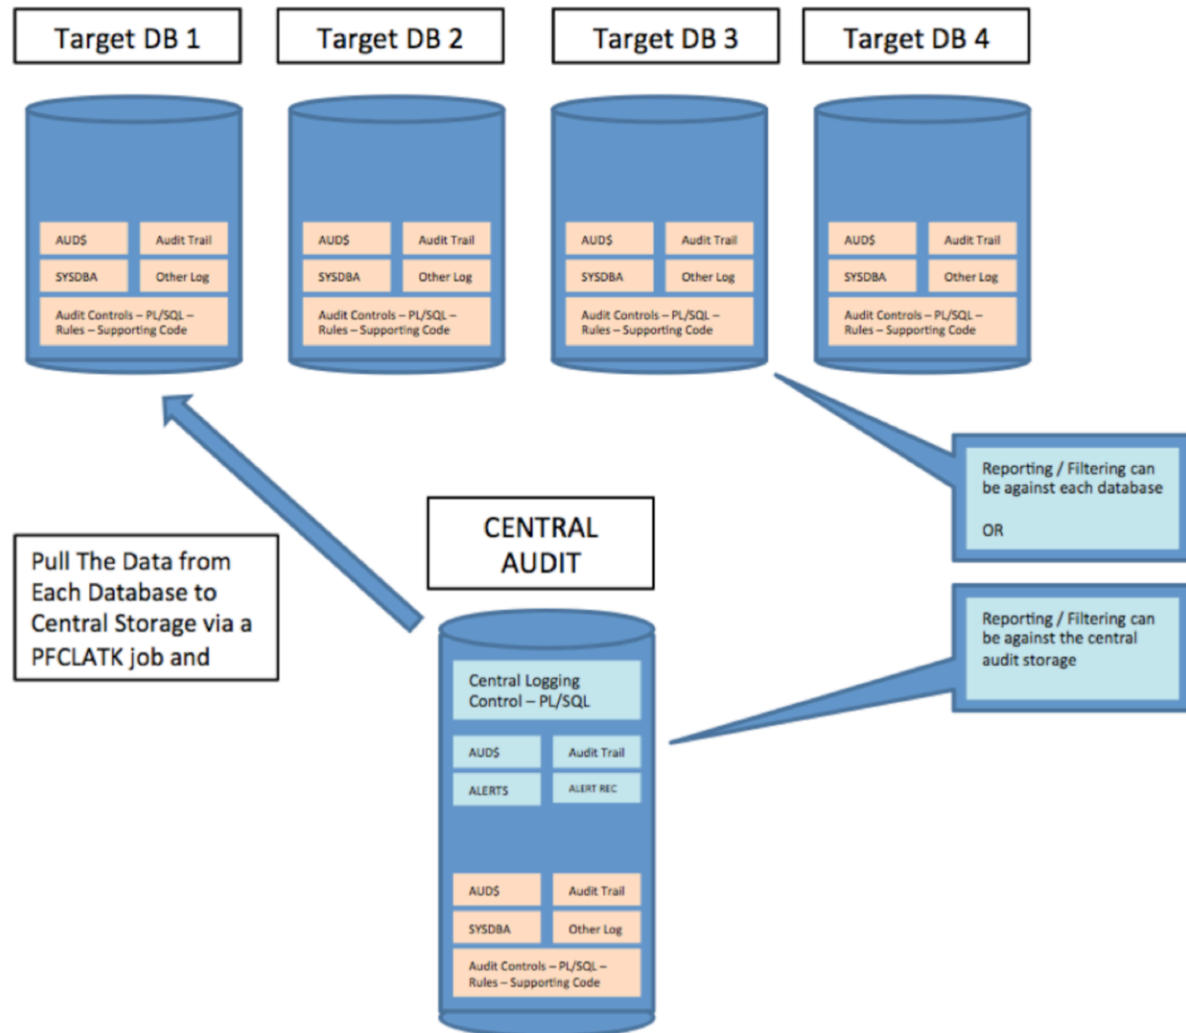 Target DB 1
Target DB 2
Target DB 3
Target DB 4
AUD$
Audit Trail
SYSDBA
Other Log
Audit Controls – PL/SQL –
Rules – Supporting Code
AUD$
Audit Trail
SYSDBA
Other Log
Audit Controls – PL/SQL –
Rules – Supporting Code
AUD$
Audit Trail
SYSDBA
Other Log
Audit Controls – PL/SQL –
Rules – Supporting Code
AUD$
Audit Trail
SYSDBA
Other Log
Audit Controls – PL/SQL –
Rules – Supporting Code
Reporting / Filtering can
be against each database
OR
Pull The Data from
Each Database to
Central Storage via a
PFCLATK job and
CENTRAL
AUDIT
Reporting / Filtering can
be against the central
audit storage
Central Logging
Control – PL/SQL
AUD$
Audit Trail
ALERTS
ALERT REC
AUD$
Audit Trail
SYSDBA
Other Log
Audit Controls – PL/SQL –
Rules – Supporting Code